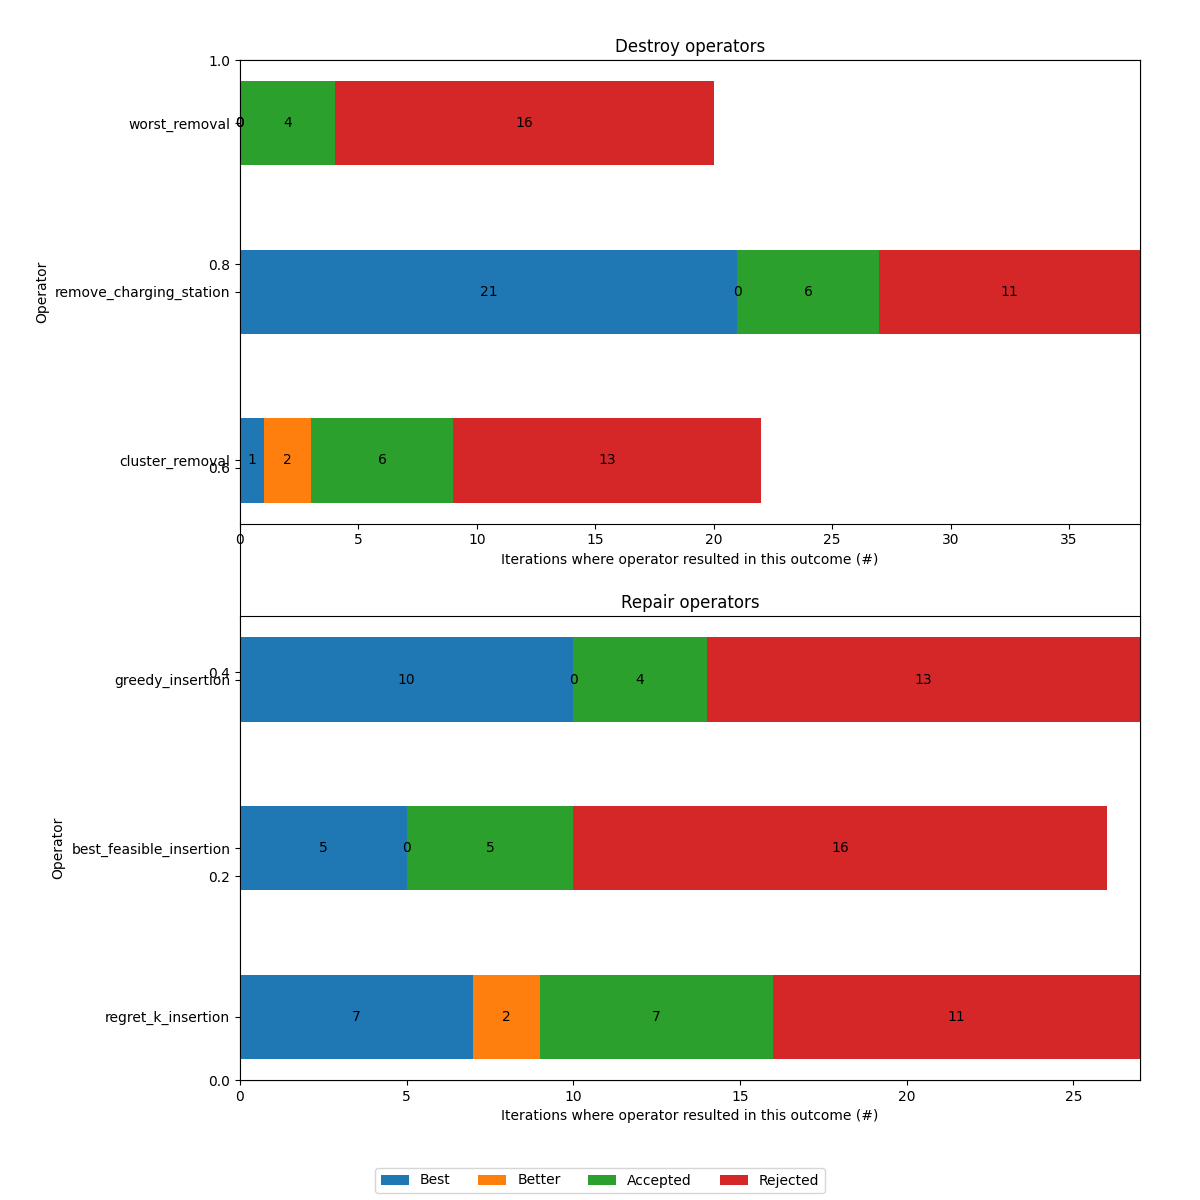 Destroy operators
1.0
worst_removal 0 0 4 16
0.8
Operator
remove_charging_station 21 0 6 11
cluster_removal 1 2 6 13
0.6
0 5 10 15 20 25 30 35
Iterations where operator resulted in this outcome (#)
Repair operators
0.4
greedy_insertion 10 0 4 13
Operator
best_feasible_insertion 5 0 5 16
0.2
regret_k_insertion 7 2 7 11
0.0
0 5 10 15 20 25
Iterations where operator resulted in this outcome (#)
Best Better Accepted Rejected